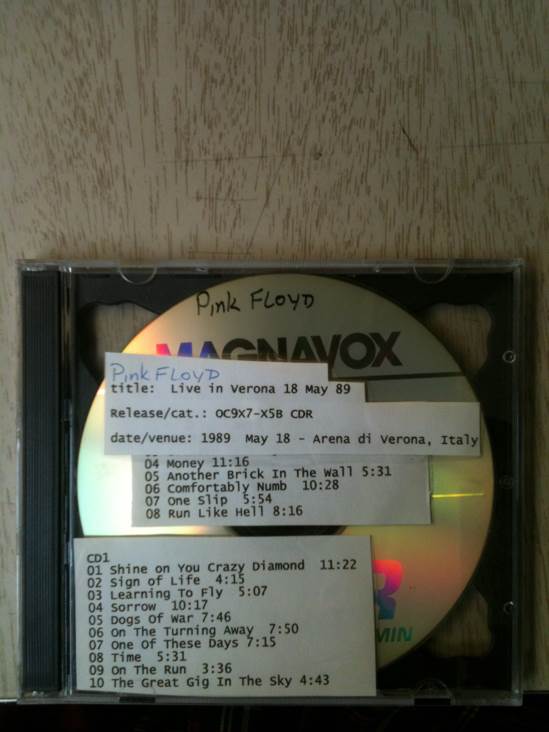 Pink FLOYD
MAGNAVOX
Pink FLOYD
title: Live in Verona 18 May 89
Release/cat.: OC9X7-X5B CDR
date/venue: 1989 May 18 - Arena di Verona, Italy
04 Money 11:16
05 Another Brick In The Wall 5:31
06 Comfortably Numb 10:28
07 One Slip 5:54
08 Run Like Hell 8:16
CD1
01 Shine on You Crazy Diamond 11:22
02 Sign of Life 4:15
03 Learning To Fly 5:07
04 Sorrow 10:17
05 Dogs of War 7:46
06 On The Turning Away 7:50
07 One of These Days 7:15
08 Time 5:31
09 On The Run 3:36
10 The Great Gig In The Sky 4:43
R
MIN